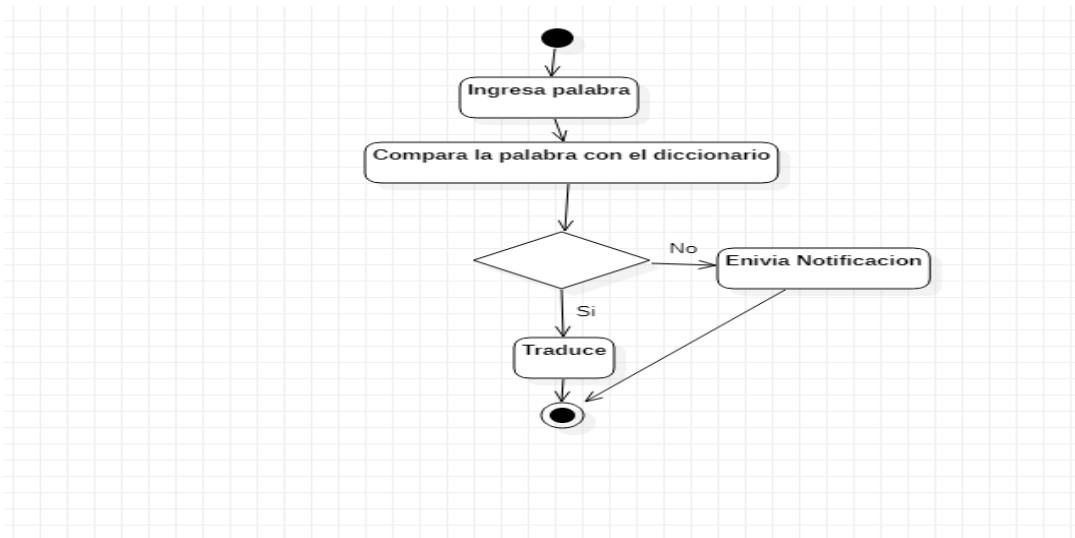 Ingresa palabra
Compara la palabra con el diccionario
No
Enivia Notificacion
Si
Traduce